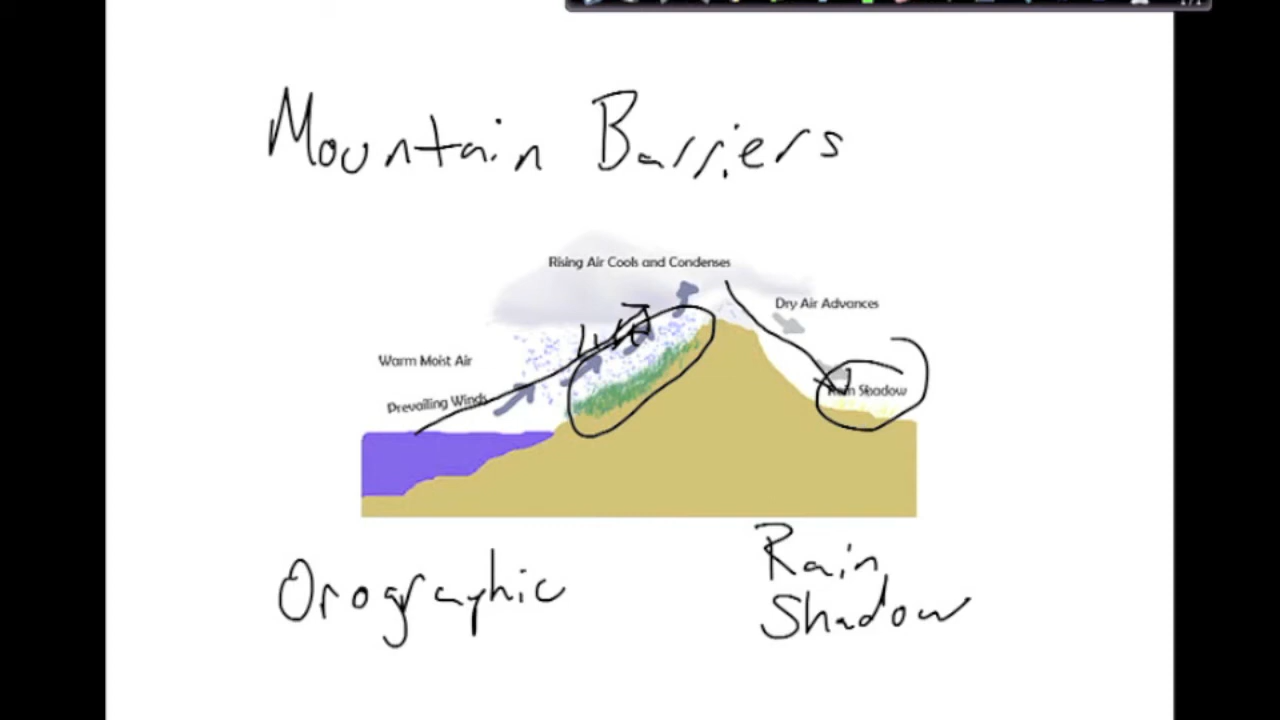 Mountain Barriers
Rising Air Cools and Condenses
Dry Air Advances
Warm Moist Air
Prevailing Winds
Rain Shadow
Orographic
Rain
Shadow